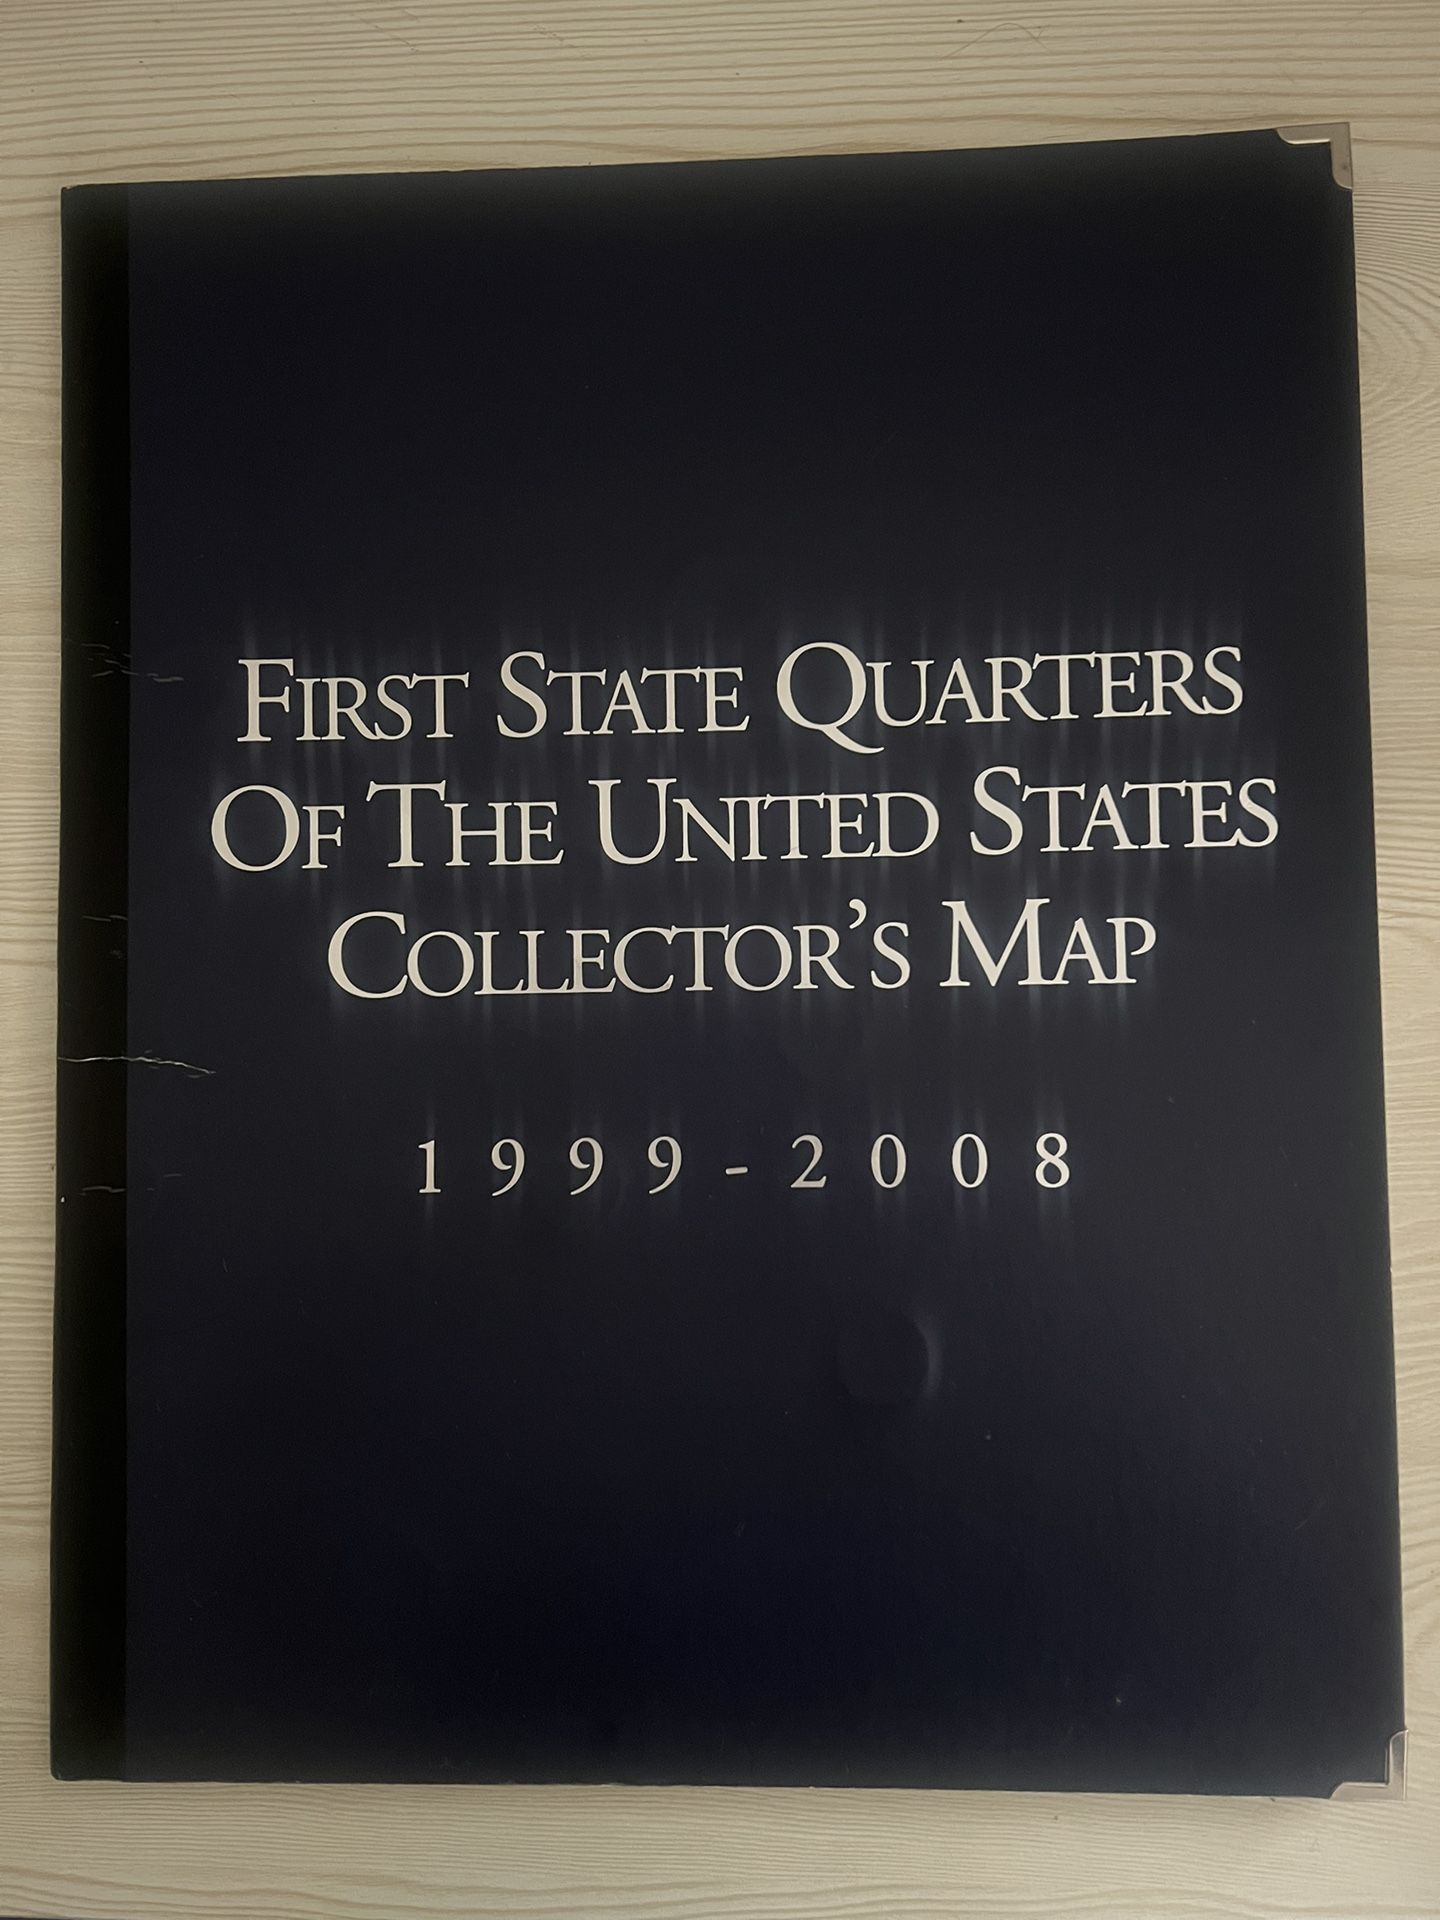 First State Quarters
Of The United States
Collector's Map
1999-2008